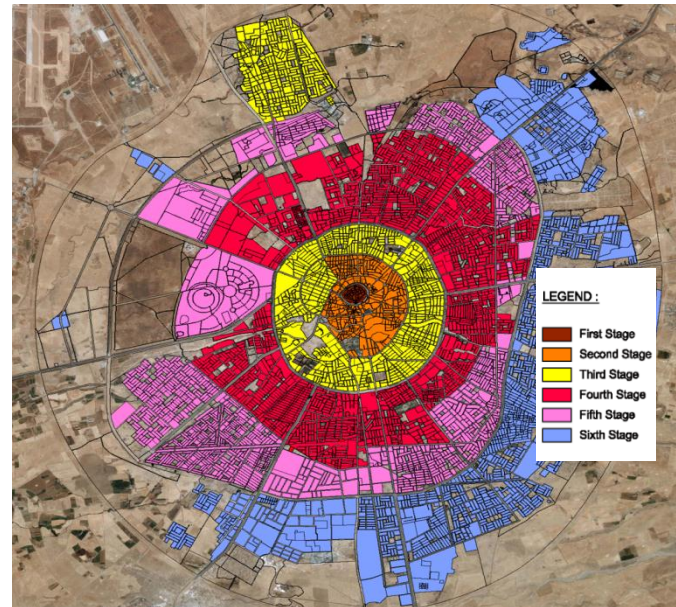 LEGEND :
First Stage
Second Stage
Third Stage
Fourth Stage
Fifth Stage
Sixth Stage